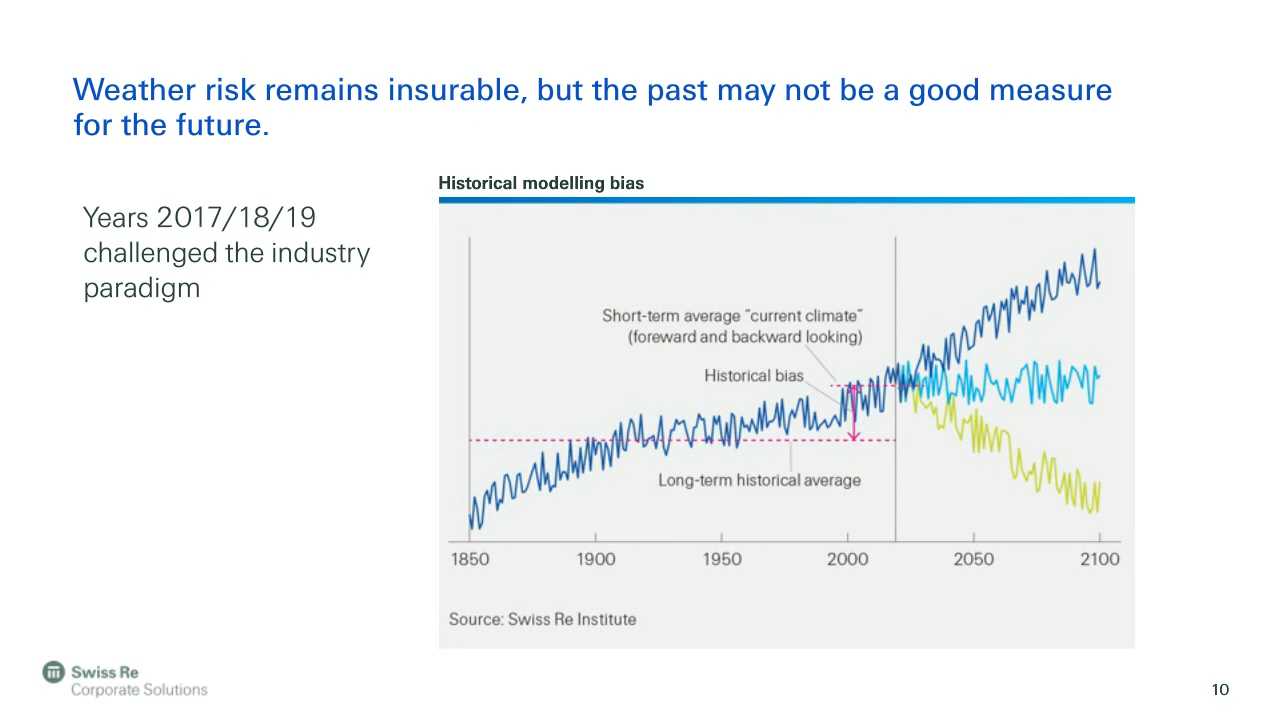 Weather risk remains insurable, but the past may not be a good measure
for the future.
Years 2017/18/19
challenged the industry
paradigm
Historical modelling bias
Short-term average "current climate"
(foreward and backward looking)
Historical bias
Long-term historical average
1850
1900
1950
2000
2050
2100
Source: Swiss Re Institute
Swiss Re
Corporate Solutions
10